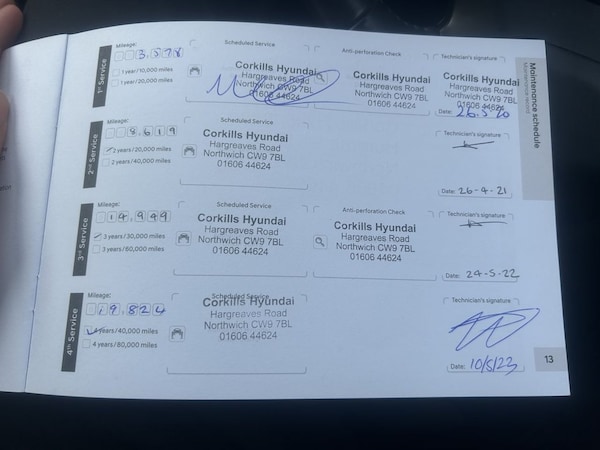 1st Service
Mileage:
3,578
1 year/10,000 miles
1 year/20,000 miles
Scheduled Service
Corkills Hyundai
Hargreaves Road
Northwich CW9 7BL
01606 44624
Anti-perforation Check
Corkills Hyundai
Hargreaves Road
Northwich CW9 7BL
01606 44624
Technician's signature
Corkills Hyundai
Hargreaves Road
Northwich CW9 7BL
01606 44624
Date: 26.5.20
2nd Service
Mileage:
8,619
2 years/20,000 miles
2 years/40,000 miles
Scheduled Service
Corkills Hyundai
Hargreaves Road
Northwich CW9 7BL
01606 44624
Technician's signature
Date: 26-4-21
3rd Service
Mileage:
14,949
3 years/30,000 miles
3 years/60,000 miles
Scheduled Service
Corkills Hyundai
Hargreaves Road
Northwich CW9 7BL
01606 44624
Anti-perforation Check
Corkills Hyundai
Hargreaves Road
Northwich CW9 7BL
01606 44624
Technician's signature
Date: 24-5-22
4th Service
Mileage:
19,824
4 years/40,000 miles
4 years/80,000 miles
Scheduled Service
Corkills Hyundai
Hargreaves Road
Northwich CW9 7BL
01606 44624
Technician's signature
Date: 10/5/23
Maintenance schedule
Maintenance record
13